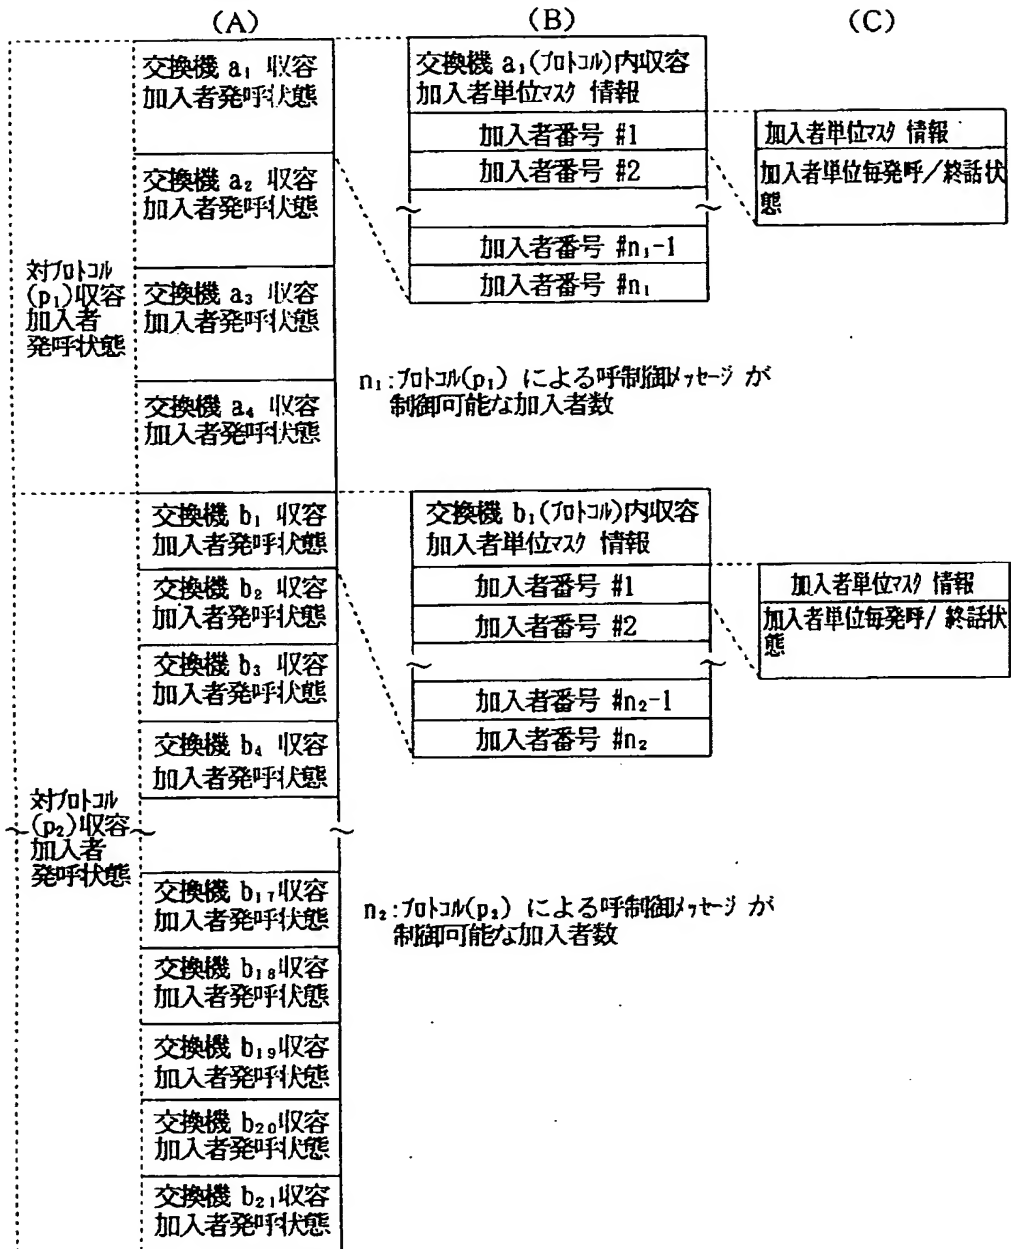 (A)
(B)
(C)
対プロトコル
(p₁)収容
加入者
発呼状態
交換機 a₁ 収容
加入者発呼状態
交換機 a₂ 収容
加入者発呼状態
交換機 a₃ 収容
加入者発呼状態
交換機 a₄ 収容
加入者発呼状態
交換機 a₁(プロトコル)内収容
加入者単位マスク 情報
加入者番号 #1
加入者番号 #2
加入者番号 #n₁-1
加入者番号 #n₁
加入者単位マスク 情報
加入者単位毎発呼/終話状
態
n₁:プロトコル(p₁) による呼制御メッセージ が
制御可能な加入者数
対プロトコル
(p₂)収容
加入者
発呼状態
交換機 b₁ 収容
加入者発呼状態
交換機 b₂ 収容
加入者発呼状態
交換機 b₃ 収容
加入者発呼状態
交換機 b₄ 収容
加入者発呼状態
交換機 b₁₇収容
加入者発呼状態
交換機 b₁₈収容
加入者発呼状態
交換機 b₁₉収容
加入者発呼状態
交換機 b₂₀収容
加入者発呼状態
交換機 b₂₁収容
加入者発呼状態
交換機 b₁(プロトコル)内収容
加入者単位マスク 情報
加入者番号 #1
加入者番号 #2
加入者番号 #n₂-1
加入者番号 #n₂
加入者単位マスク 情報
加入者単位毎発呼/ 終話状
態
n₂:プロトコル(p₂) による呼制御メッセージ が
制御可能な加入者数